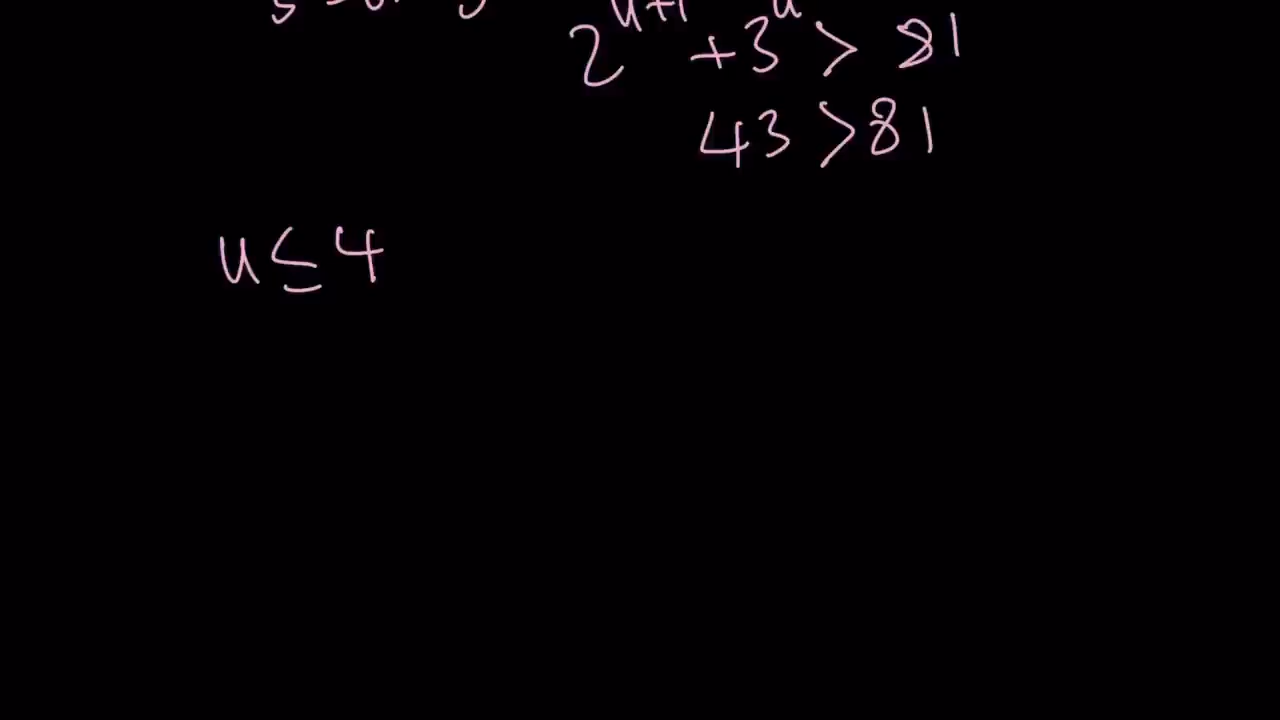 2^{u+1} + 3^u > 81
43 > 81
u ≤ 4